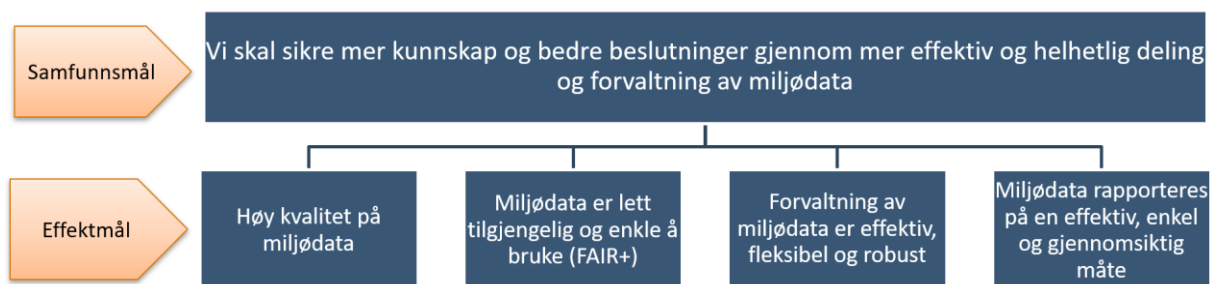 Samfunnsmål
Vi skal sikre mer kunnskap og bedre beslutninger gjennom mer effektiv og helhetlig deling
og forvaltning av miljødata
Effektmål
Høy kvalitet på
miljødata
Miljødata er lett
tilgjengelig og enkle å
bruke (FAIR+)
Forvaltning av
miljødata er effektiv,
fleksibel og robust
Miljødata rapporteres
på en effektiv, enkel
og gjennomsiktig
måte